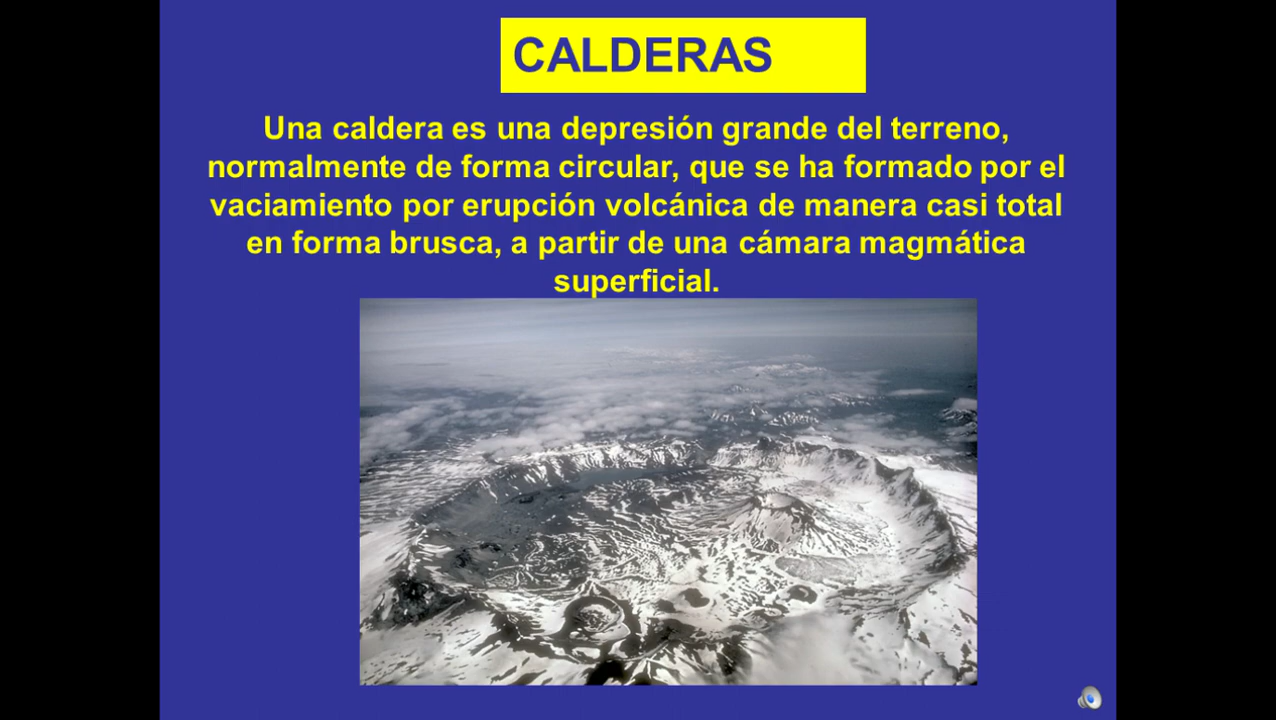 CALDERAS
Una caldera es una depresión grande del terreno,
normalmente de forma circular, que se ha formado por el
vaciamiento por erupción volcánica de manera casi total
en forma brusca, a partir de una cámara magmática
superficial.